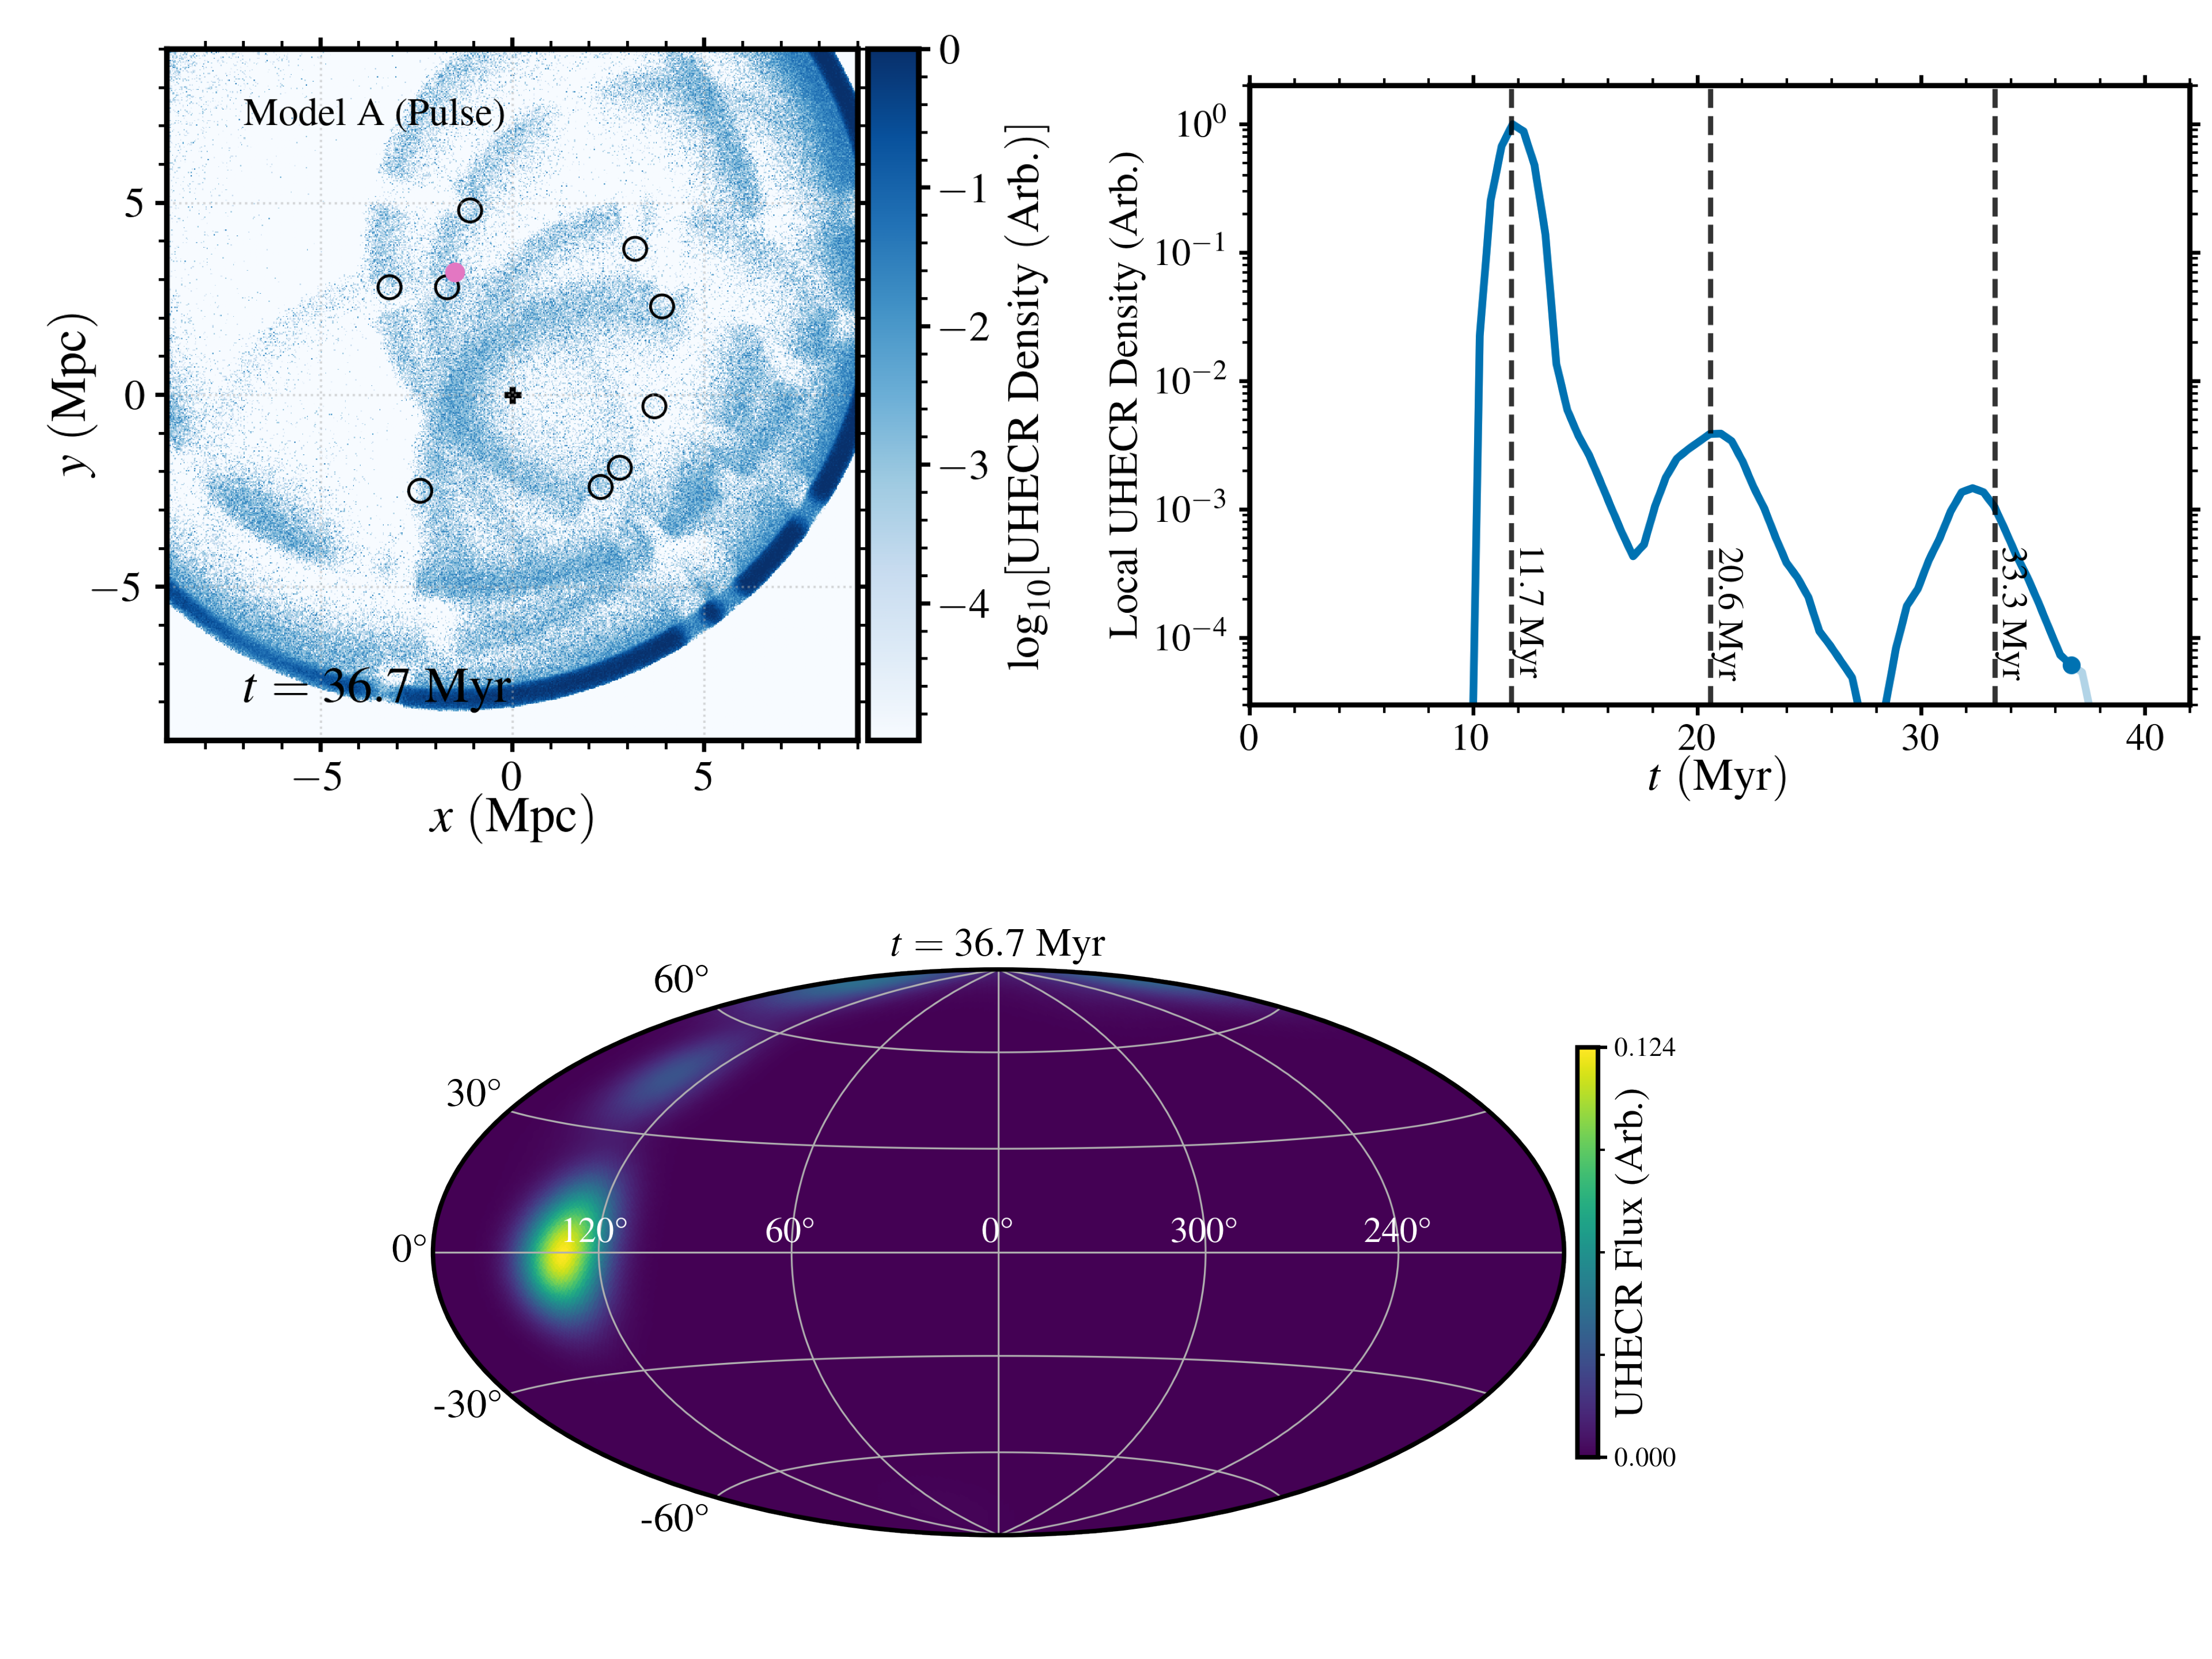 Model A (Pulse)
t = 36.7 Myr
5
0
−5
y (Mpc)
−5
0
5
x (Mpc)
0
−1
−2
−3
−4
log10[UHECR Density (Arb.)]
10^0
10^−1
10^−2
10^−3
10^−4
Local UHECR Density (Arb.)
11.7 Myr
20.6 Myr
33.3 Myr
0
10
20
30
40
t (Myr)
t = 36.7 Myr
60°
30°
0°
-30°
-60°
120°
60°
0°
300°
240°
0.124
0.000
UHECR Flux (Arb.)